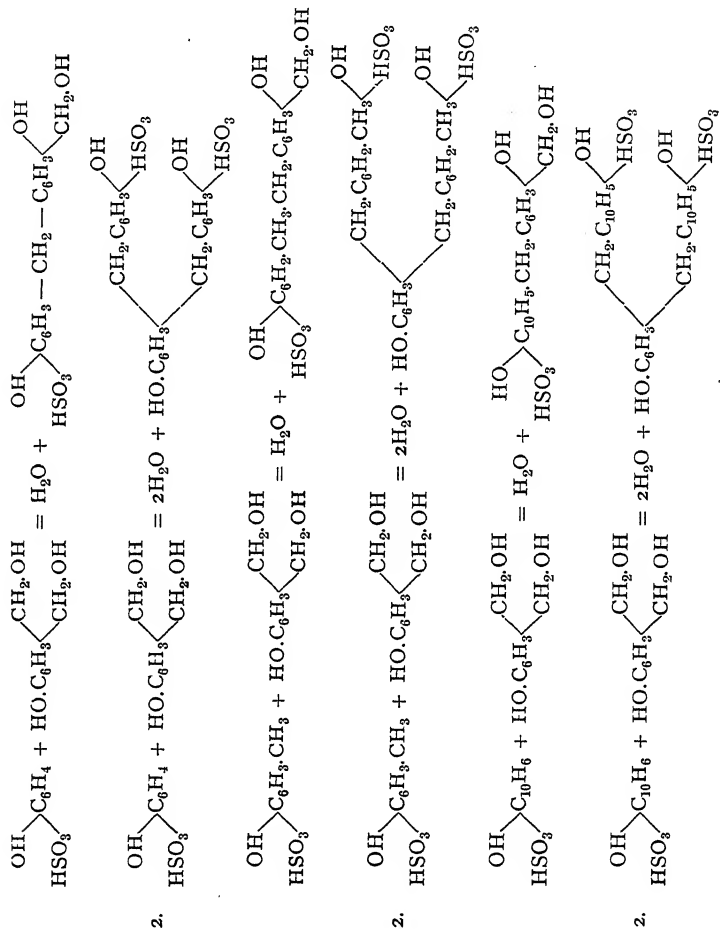 OH CH₂.OH OH OH
C₆H₄ + HO.C₆H₃ = H₂O + C₆H₃ — CH₂ — C₆H₃
HSO₃ CH₂.OH HSO₃ CH₂.OH
OH
CH₂.C₆H₃
OH CH₂.OH HSO₃
2. C₆H₄ + HO.C₆H₃ = 2H₂O + HO.C₆H₃
HSO₃ CH₂.OH OH
CH₂.C₆H₃
HSO₃
OH CH₂.OH OH OH
C₆H₃.CH₃ + HO.C₆H₃ = H₂O + C₆H₂.CH₃.CH₂.C₆H₃
HSO₃ CH₂.OH HSO₃ CH₂.OH
OH
CH₂.C₆H₂.CH₃
OH CH₂.OH HSO₃
2. C₆H₃.CH₃ + HO.C₆H₃ = 2H₂O + HO.C₆H₃
HSO₃ CH₂.OH OH
CH₂.C₆H₂.CH₃
HSO₃
OH CH₂.OH HO OH
C₁₀H₆ + HO.C₆H₃ = H₂O + C₁₀H₅.CH₂.C₆H₃
HSO₃ CH₂.OH HSO₃ CH₂.OH
OH
CH₂.C₁₀H₅
OH CH₂.OH HSO₃
2. C₁₀H₆ + HO.C₆H₃ = 2H₂O + HO.C₆H₃
HSO₃ CH₂.OH OH
CH₂.C₁₀H₅
HSO₃